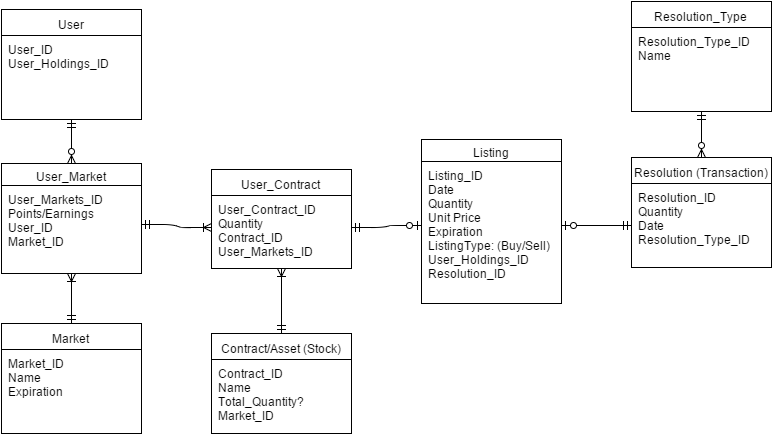 User
User_ID
User_Holdings_ID
User_Market
User_Markets_ID
Points/Earnings
User_ID
Market_ID
Market
Market_ID
Name
Expiration
User_Contract
User_Contract_ID
Quantity
Contract_ID
User_Markets_ID
Contract/Asset (Stock)
Contract_ID
Name
Total_Quantity?
Market_ID
Listing
Listing_ID
Date
Quantity
Unit Price
Expiration
ListingType: (Buy/Sell)
User_Holdings_ID
Resolution_ID
Resolution_Type
Resolution_Type_ID
Name
Resolution (Transaction)
Resolution_ID
Quantity
Date
Resolution_Type_ID